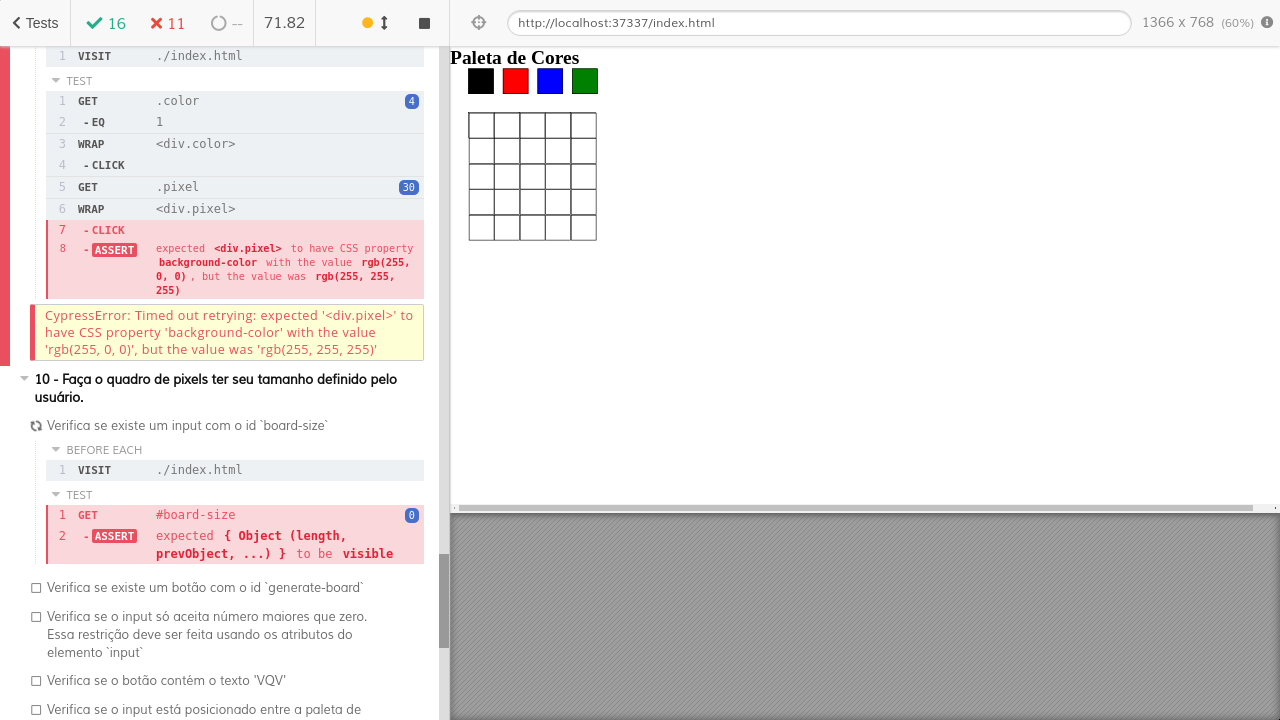 Tests 16 11 -- 71.82
1 VISIT ./index.html
TEST
1 GET .color 4
2 - EQ 1
3 WRAP <div.color>
4 - CLICK
5 GET .pixel 30
6 WRAP <div.pixel>
7 - CLICK
8 - ASSERT expected <div.pixel> to have CSS property
background-color with the value rgb(255,
0, 0), but the value was rgb(255, 255,
255)
CypressError: Timed out retrying: expected '<div.pixel>' to
have CSS property 'background-color' with the value
'rgb(255, 0, 0)', but the value was 'rgb(255, 255, 255)'
10 - Faça o quadro de pixels ter seu tamanho definido pelo
usuário.
Verifica se existe um input com o id `board-size`
BEFORE EACH
1 VISIT ./index.html
TEST
1 GET #board-size 0
2 - ASSERT expected { Object (length,
prevObject, ...) } to be visible
Verifica se existe um botão com o id `generate-board`
Verifica se o input só aceita número maiores que zero.
Essa restrição deve ser feita usando os atributos do
elemento `input`
Verifica se o botão contém o texto 'VQV'
Verifica se o input está posicionado entre a paleta de
http://localhost:37337/index.html 1366 x 768 (60%)
Paleta de Cores